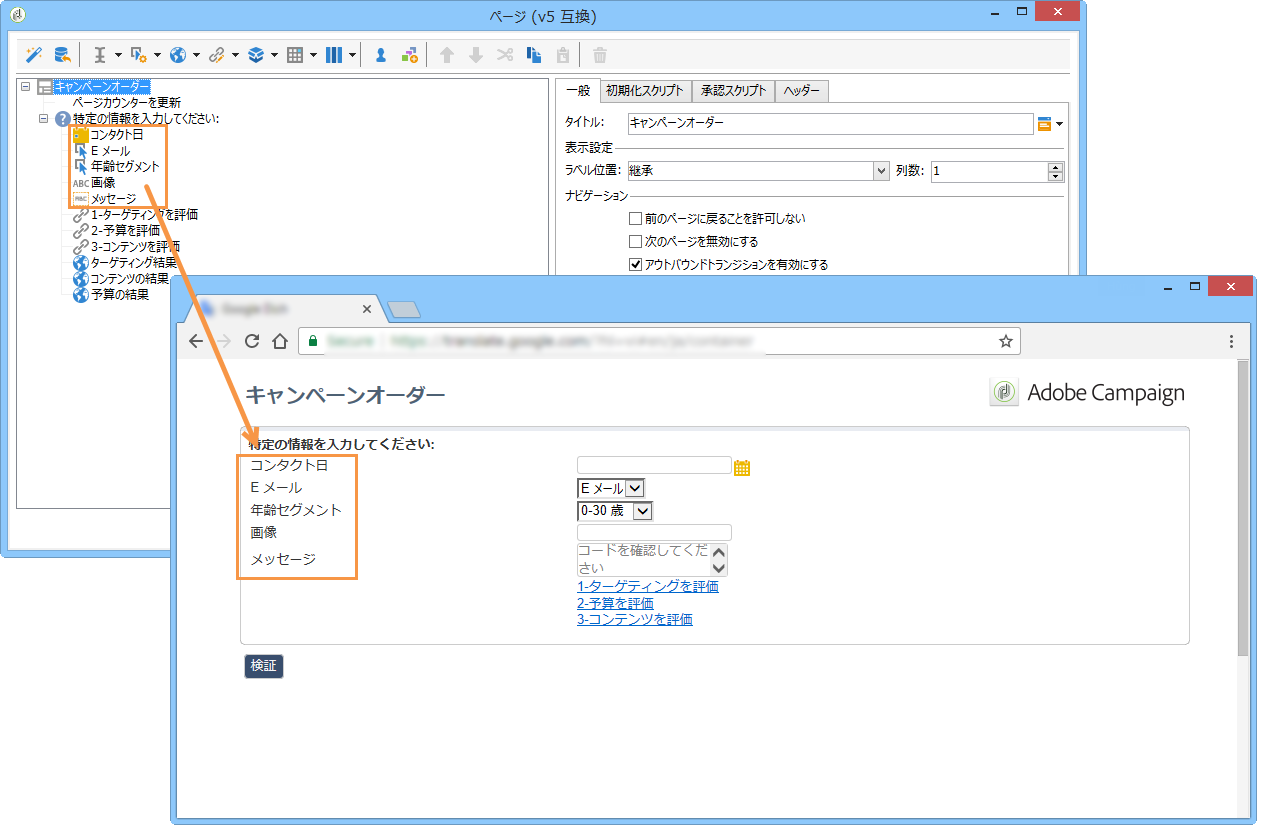 ページ (v5 互換)
キャンペーンオーダー
ページカウンターを更新
特定の情報を入力してください:
コンタクト日
E メール
年齢セグメント
ABC 画像
ABC メッセージ
1-ターゲティングを評価
2-予算を評価
3-コンテンツを評価
ターゲティング結果
コンテンツの結果
予算の結果
一般 初期化スクリプト 承認スクリプト ヘッダー
タイトル: キャンペーンオーダー
表示設定
ラベル位置: 継承 列数: 1
ナビゲーション
前のページに戻ることを許可しない
次のページを無効にする
アウトバウンドトランジションを有効にする
Secure
キャンペーンオーダー
Adobe Campaign
特定の情報を入力してください:
コンタクト日
E メール E メール
年齢セグメント 0-30 歳
画像
メッセージ コードを確認してくだ
さい
1-ターゲティングを評価
2-予算を評価
3-コンテンツを評価
検証